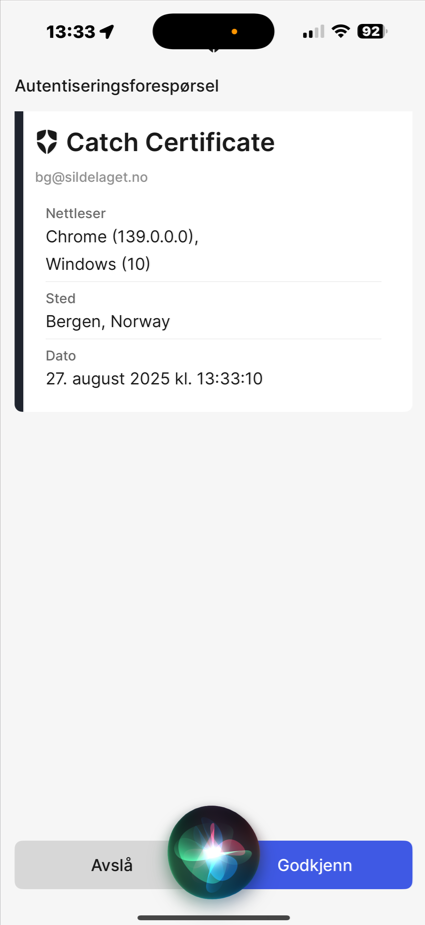 13:33
92
Autentiseringsforespørsel
Catch Certificate
bg@sildelaget.no
Nettleser
Chrome (139.0.0.0),
Windows (10)
Sted
Bergen, Norway
Dato
27. august 2025 kl. 13:33:10
Avslå
Godkjenn